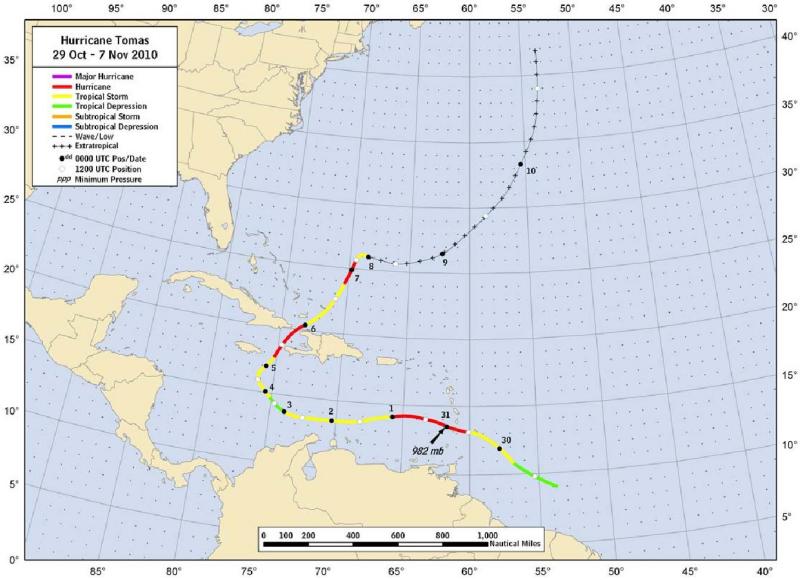 100° 95° 90° 85° 80° 75° 70° 65° 60° 55° 50° 45° 40° 35° 30°
Hurricane Tomas
29 Oct - 7 Nov 2010
Major Hurricane
Hurricane
Tropical Storm
Tropical Depression
Subtropical Storm
Subtropical Depression
Wave/Low
Extratropical
dd 0000 UTC Pos/Date
1200 UTC Position
ppp Minimum Pressure
40°
35°
35°
30°
30°
25°
25°
20°
20°
15°
15°
10°
10°
5°
5°
0°
10
9
8
7
6
5
4
3
2
1
31
30
982 mb
0 100 200 400 600 800 1,000
Nautical Miles
85° 80° 75° 70° 65° 60° 55° 50° 45° 40°